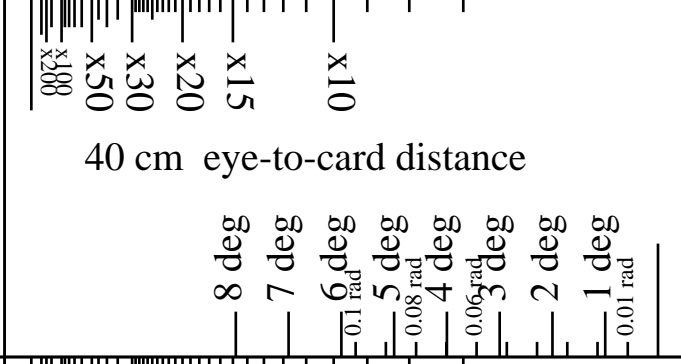 x288 x188 x50 x30 x20 x15 x10
40 cm eye-to-card distance
8 deg 7 deg 6 deg 5 deg 4 deg 3 deg 2 deg 1 deg
0.1 rad 0.08 rad 0.06 rad 0.01 rad